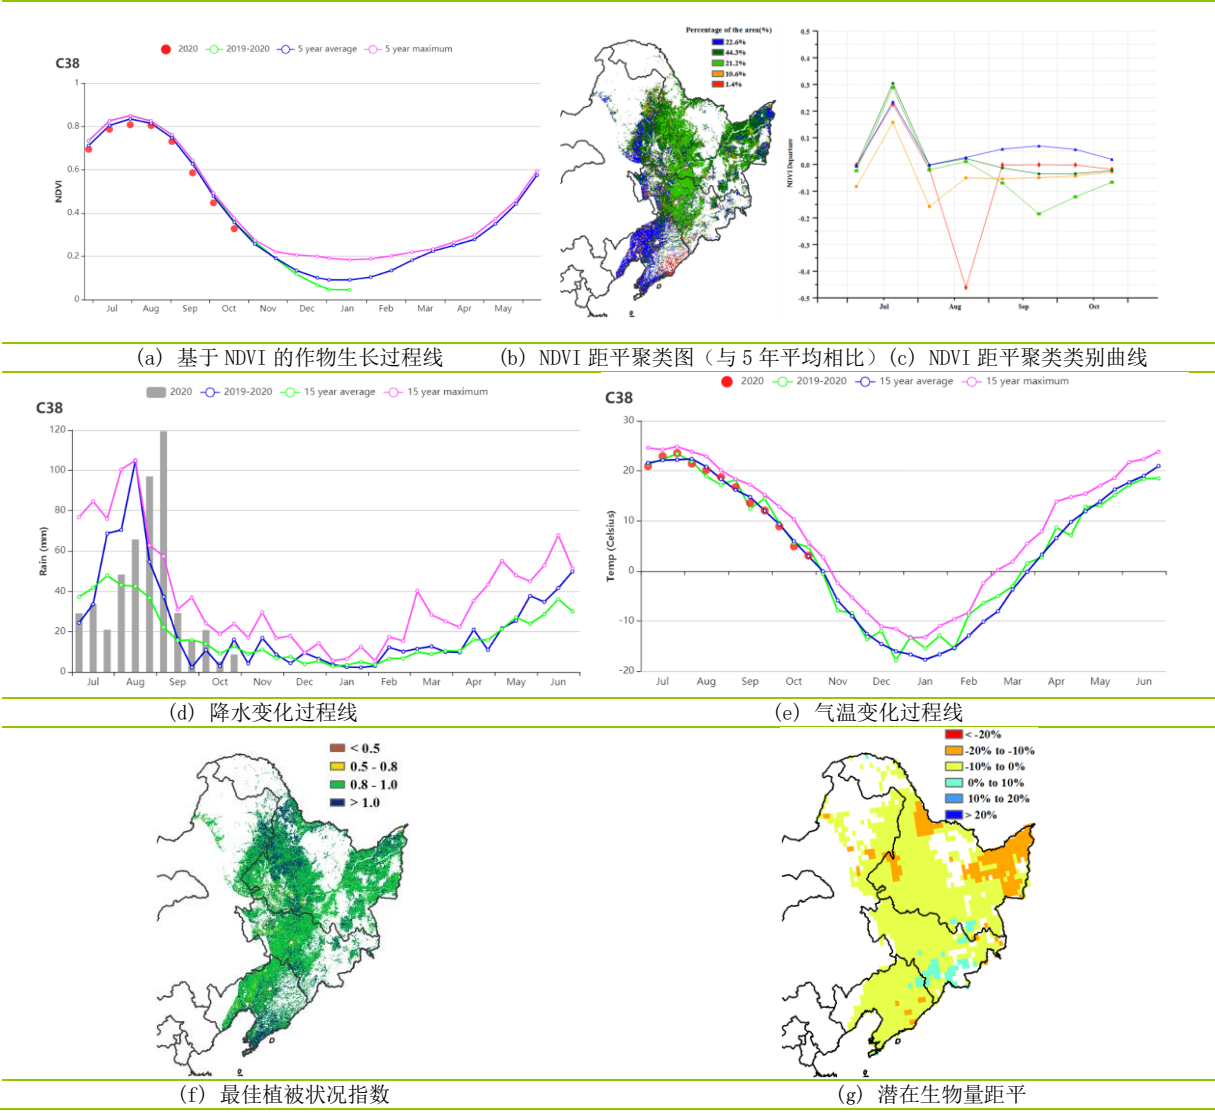 2020 2019-2020 5 year average 5 year maximum
C38
NDVI
1
0.8
0.6
0.4
0.2
0
Jul Aug Sep Oct Nov Dec Jan Feb Mar Apr May
Percentage of the area(%)
22.6%
44.3%
21.2%
10.6%
1.4%
NDVI Departure
0.5
0.4
0.3
0.2
0.1
0.0
-0.1
-0.2
-0.3
-0.4
-0.5
Jul Aug Sep Oct
(a) 基于 NDVI 的作物生长过程线 (b) NDVI 距平聚类图（与 5 年平均相比）(c) NDVI 距平聚类类别曲线
2020 2019-2020 15 year average 15 year maximum
C38
Rain (mm)
120
100
80
60
40
20
0
Jul Aug Sep Oct Nov Dec Jan Feb Mar Apr May Jun
2020 2019-2020 15 year average 15 year maximum
C38
Temp (Celsius)
30
20
10
0
-10
-20
Jul Aug Sep Oct Nov Dec Jan Feb Mar Apr May Jun
(d) 降水变化过程线 (e) 气温变化过程线
< 0.5
0.5 - 0.8
0.8 - 1.0
> 1.0
< -20%
-20% to -10%
-10% to 0%
0% to 10%
10% to 20%
> 20%
(f) 最佳植被状况指数 (g) 潜在生物量距平